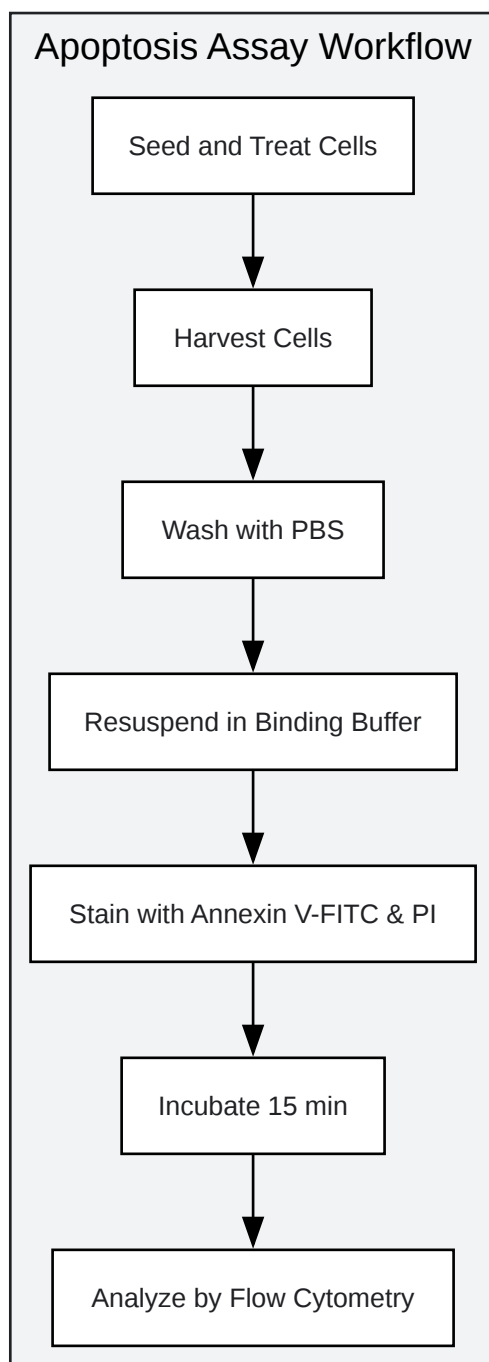 Apoptosis Assay Workflow
Seed and Treat Cells
Harvest Cells
Wash with PBS
Resuspend in Binding Buffer
Stain with Annexin V-FITC & PI
Incubate 15 min
Analyze by Flow Cytometry